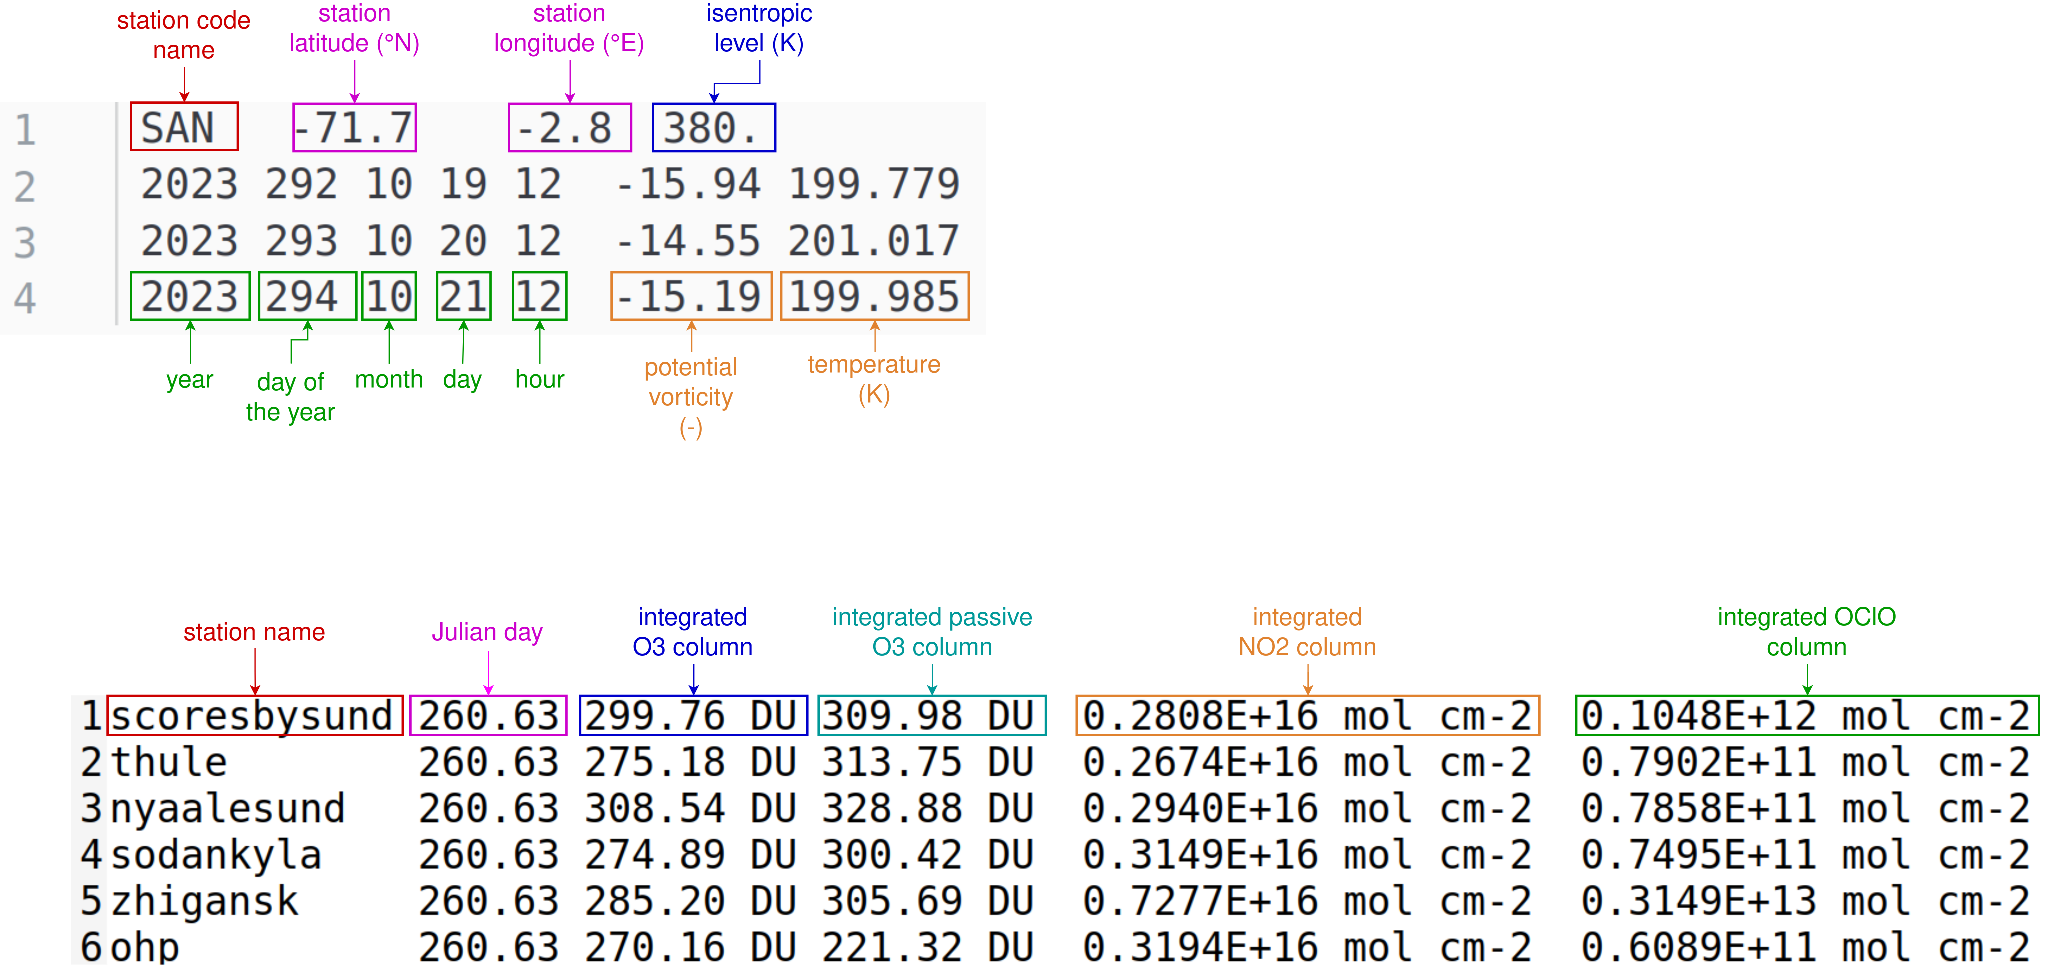 station code
name
station
latitude (°N)
station
longitude (°E)
isentropic
level (K)
1 SAN -71.7 -2.8 380.
2 2023 292 10 19 12 -15.94 199.779
3 2023 293 10 20 12 -14.55 201.017
4 2023 294 10 21 12 -15.19 199.985
year
day of
the year
month
day
hour
potential
vorticity
(-)
temperature
(K)
station name
Julian day
integrated
O3 column
integrated passive
O3 column
integrated
NO2 column
integrated OClO
column
1 scoresbysund 260.63 299.76 DU 309.98 DU 0.2808E+16 mol cm-2 0.1048E+12 mol cm-2
2 thule 260.63 275.18 DU 313.75 DU 0.2674E+16 mol cm-2 0.7902E+11 mol cm-2
3 nyaalesund 260.63 308.54 DU 328.88 DU 0.2940E+16 mol cm-2 0.7858E+11 mol cm-2
4 sodankyla 260.63 274.89 DU 300.42 DU 0.3149E+16 mol cm-2 0.7495E+11 mol cm-2
5 zhigansk 260.63 285.20 DU 305.69 DU 0.7277E+16 mol cm-2 0.3149E+13 mol cm-2
6 ohp 260.63 270.16 DU 221.32 DU 0.3194E+16 mol cm-2 0.6089E+11 mol cm-2